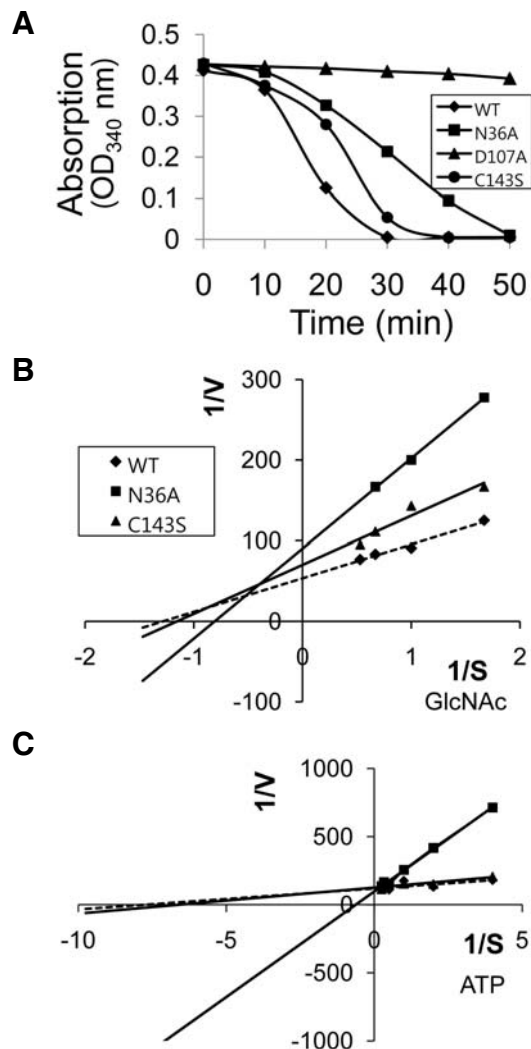 A
Absorption
(OD340 nm)
0.5
0.4
0.3
0.2
0.1
0
WT
N36A
D107A
C143S
0 10 20 30 40 50
Time (min)
B
1/V
300
200
100
0
-100
WT
N36A
C143S
-2 -1 0 1 2
1/S
GlcNAc
C
1/V
1000
500
0
-500
-1000
-10 -5 0 5
1/S
ATP